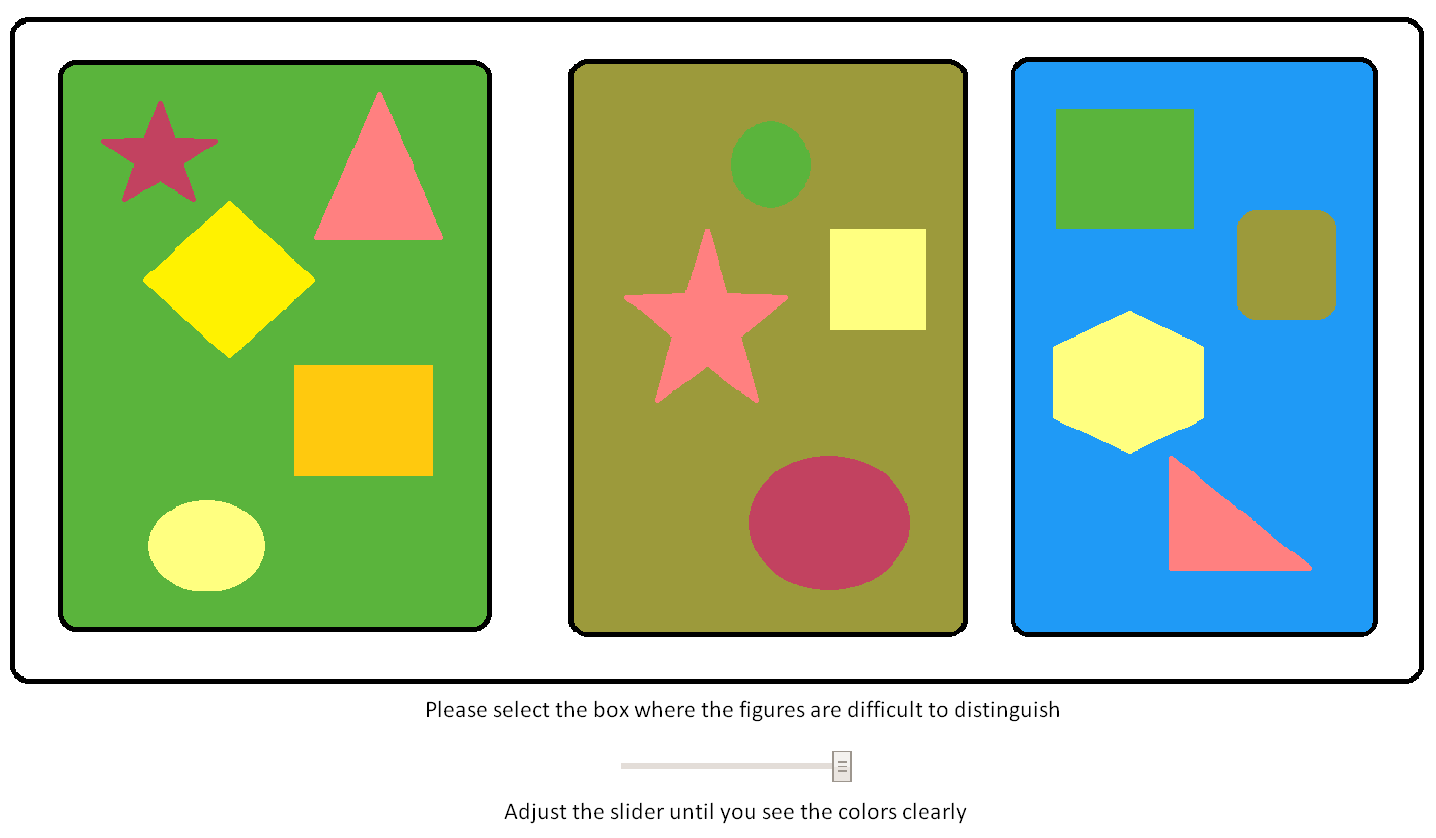 Please select the box where the figures are difficult to distinguish
Adjust the slider until you see the colors clearly